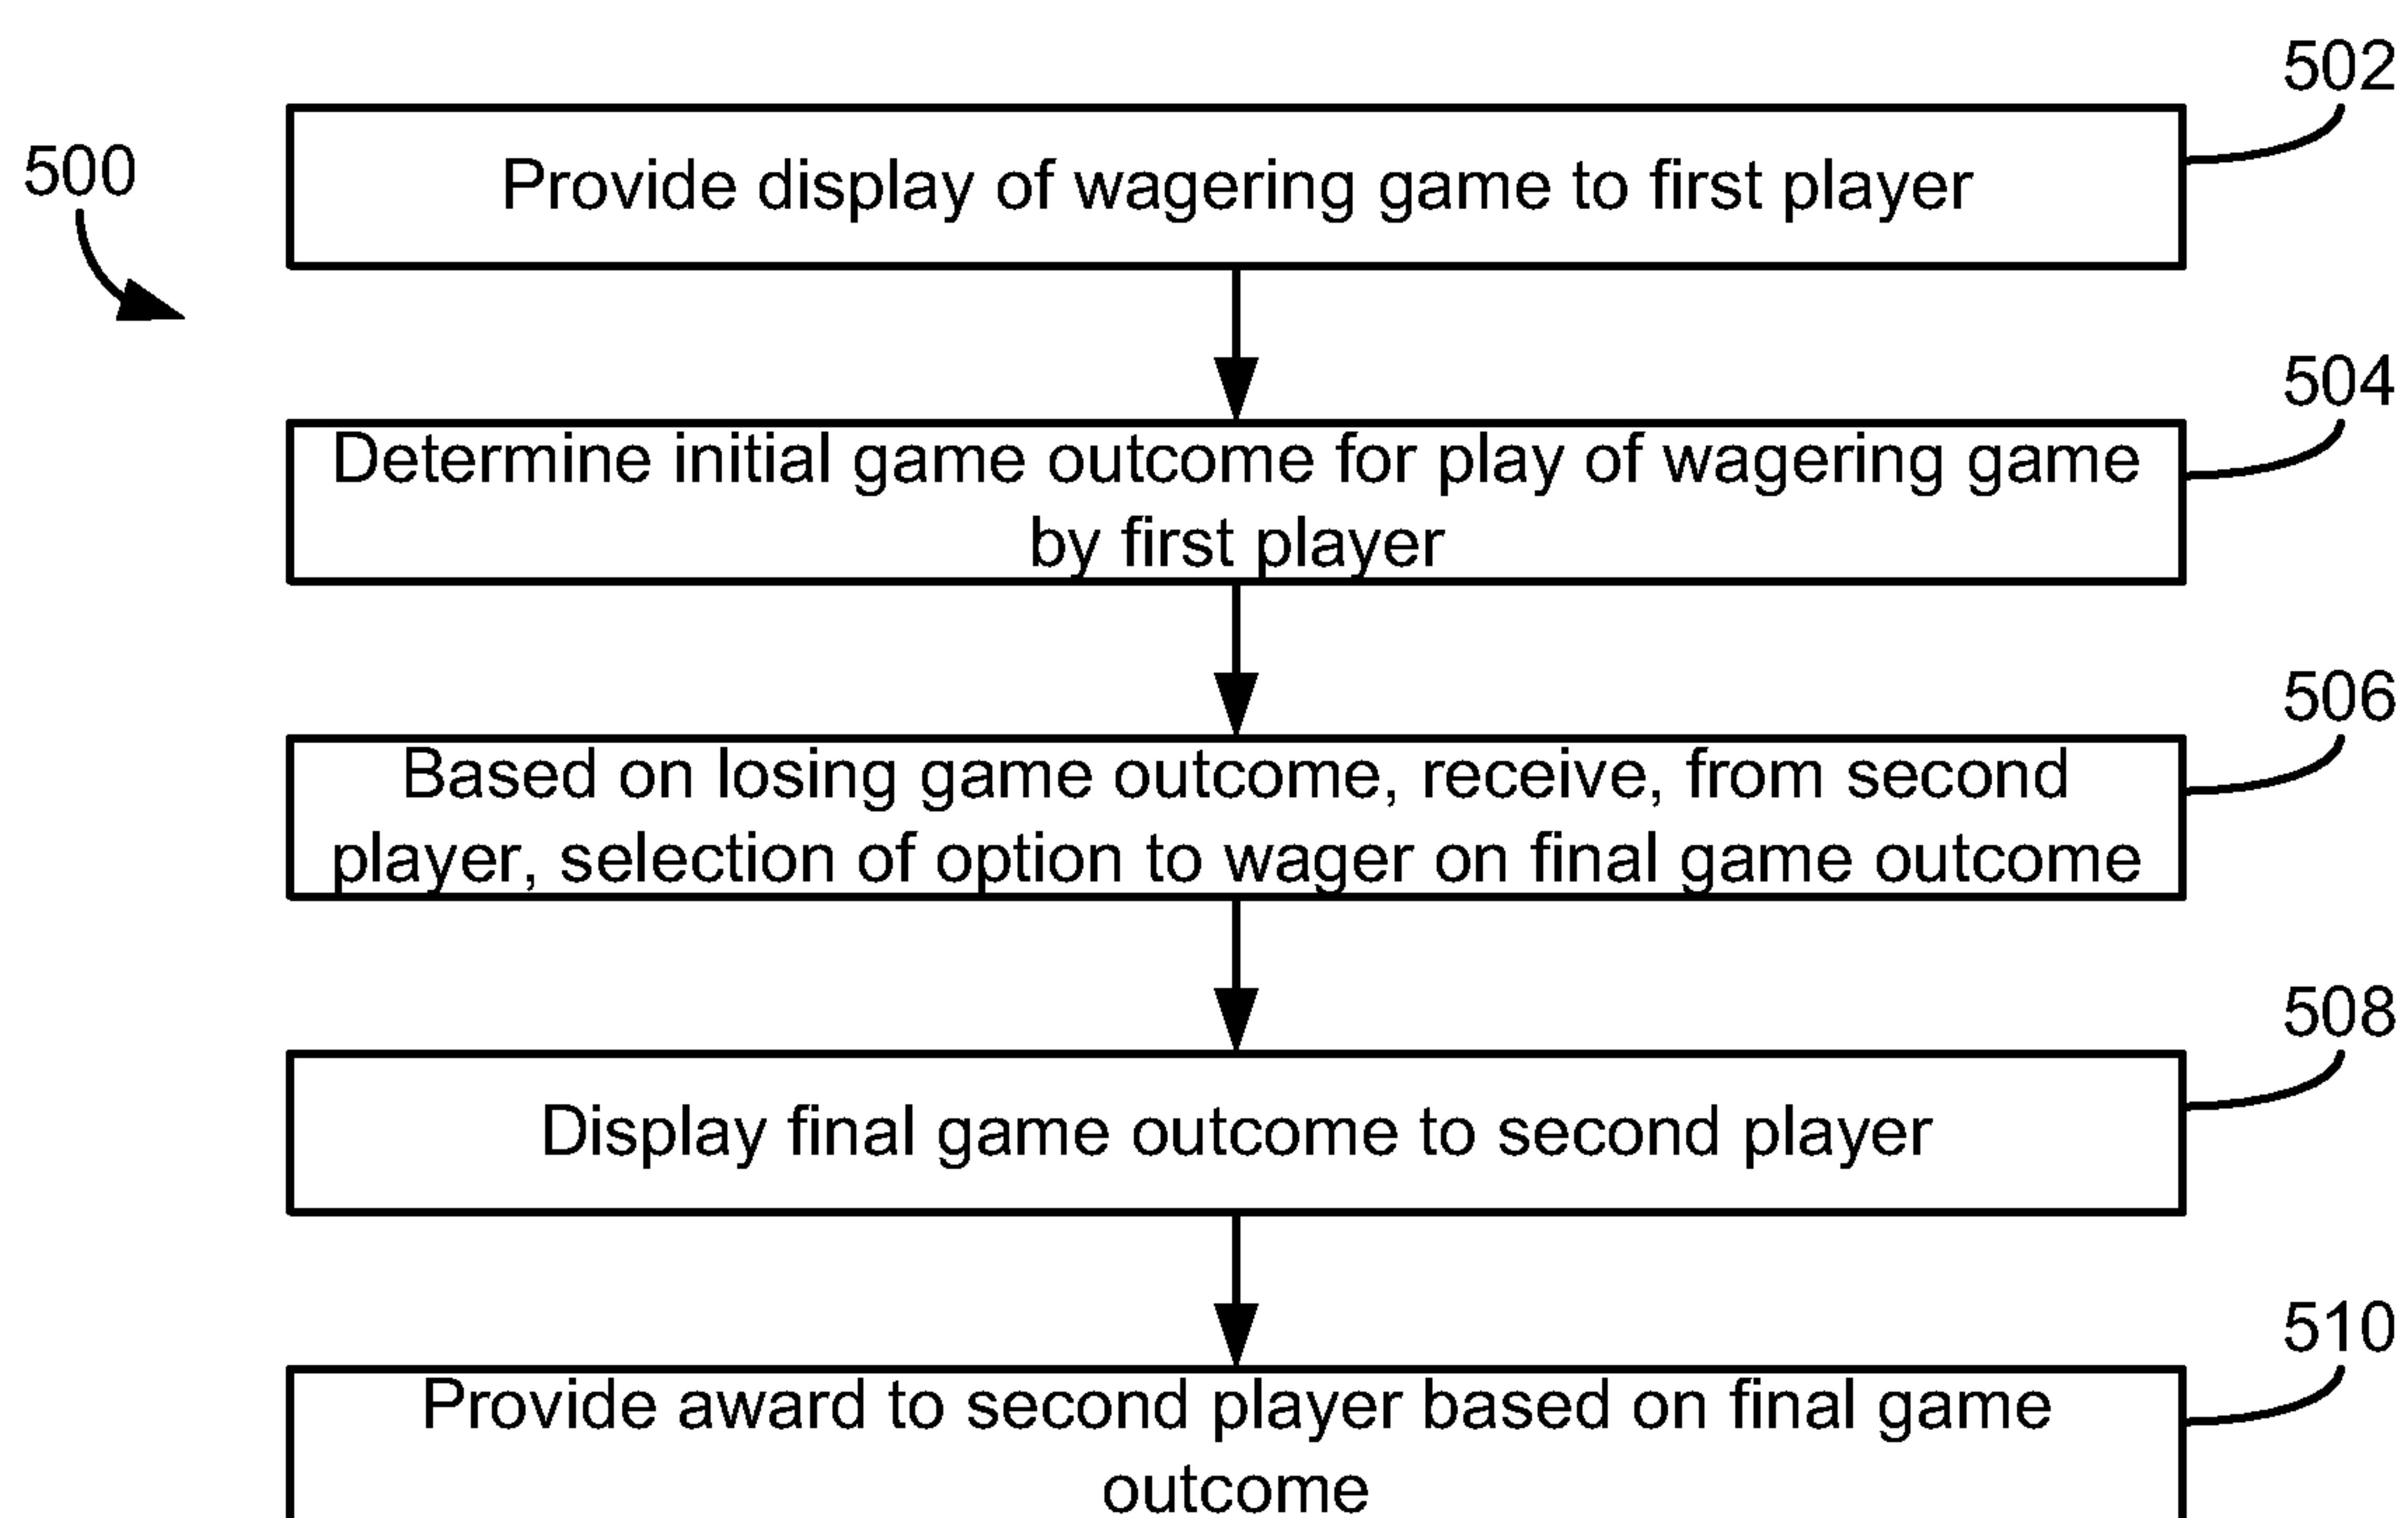 502
500
Provide display of wagering game to first player
504
Determine initial game outcome for play of wagering game
by first player
506
Based on losing game outcome, receive, from second
player, selection of option to wager on final game outcome
508
Display final game outcome to second player
510
Provide award to second player based on final game
outcome